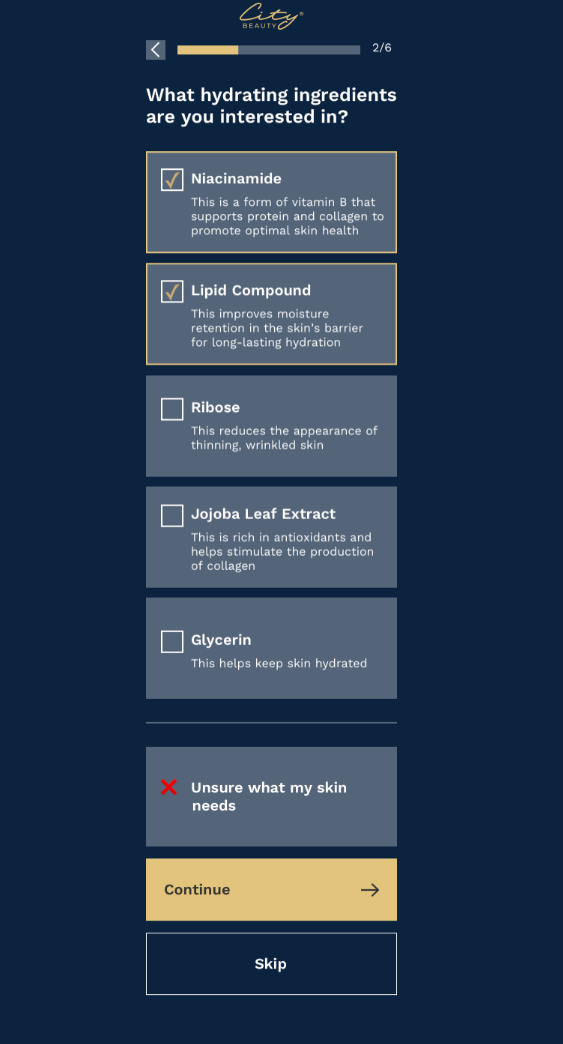 City®
BEAUTY
2/6
What hydrating ingredients
are you interested in?
Niacinamide
This is a form of vitamin B that
supports protein and collagen to
promote optimal skin health
Lipid Compound
This improves moisture
retention in the skin's barrier
for long-lasting hydration
Ribose
This reduces the appearance of
thinning, wrinkled skin
Jojoba Leaf Extract
This is rich in antioxidants and
helps stimulate the production
of collagen
Glycerin
This helps keep skin hydrated
Unsure what my skin
needs
Continue
Skip